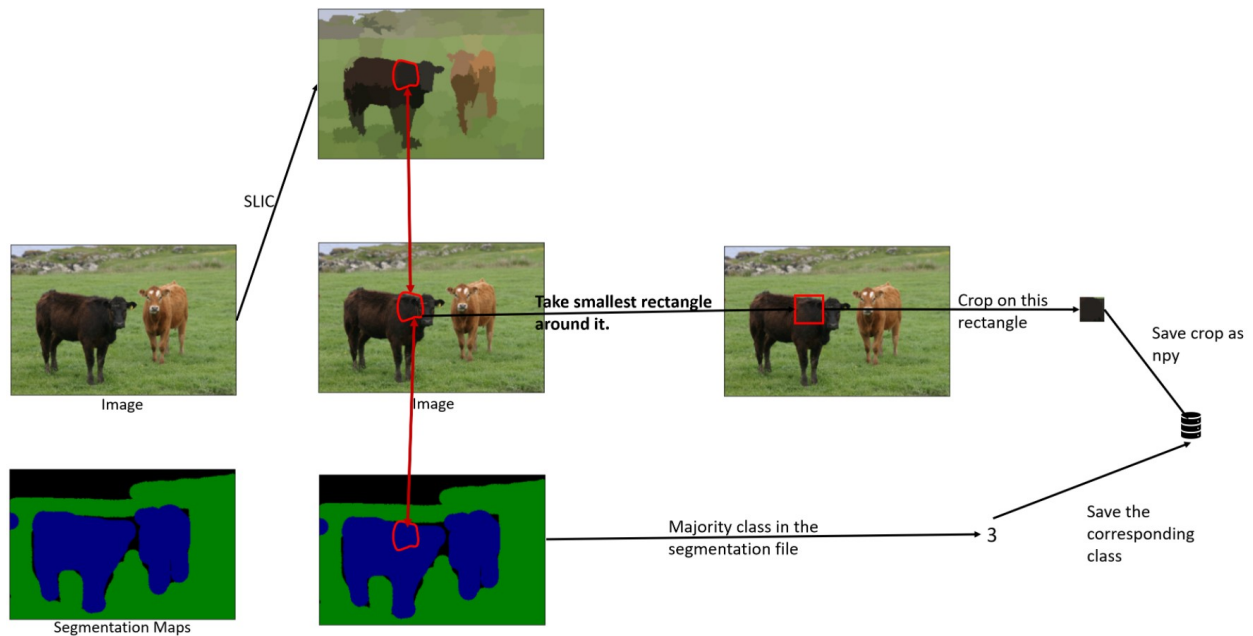 SLIC
Image
Image
Take smallest rectangle
around it.
Crop on this
rectangle
Save crop as
npy
Segmentation Maps
Majority class in the
segmentation file
3
Save the
corresponding
class